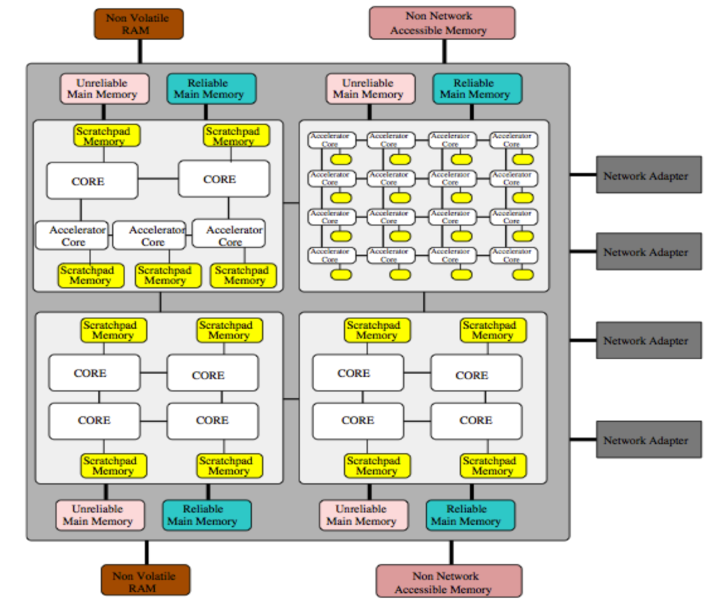 Non Volatile
RAM
Non Network
Accessible Memory
Unreliable
Main Memory
Reliable
Main Memory
Unreliable
Main Memory
Reliable
Main Memory
Scratchpad
Memory
Scratchpad
Memory
CORE
CORE
Accelerator
Core
Accelerator
Core
Accelerator
Core
Scratchpad
Memory
Scratchpad
Memory
Scratchpad
Memory
Accelerator
Core
Accelerator
Core
Accelerator
Core
Accelerator
Core
Accelerator
Core
Accelerator
Core
Accelerator
Core
Accelerator
Core
Accelerator
Core
Accelerator
Core
Accelerator
Core
Accelerator
Core
Accelerator
Core
Accelerator
Core
Accelerator
Core
Accelerator
Core
Network Adapter
Network Adapter
Network Adapter
Network Adapter
Scratchpad
Memory
Scratchpad
Memory
CORE
CORE
CORE
CORE
Scratchpad
Memory
Scratchpad
Memory
Scratchpad
Memory
Scratchpad
Memory
CORE
CORE
CORE
CORE
Scratchpad
Memory
Scratchpad
Memory
Unreliable
Main Memory
Reliable
Main Memory
Unreliable
Main Memory
Reliable
Main Memory
Non Volatile
RAM
Non Network
Accessible Memory